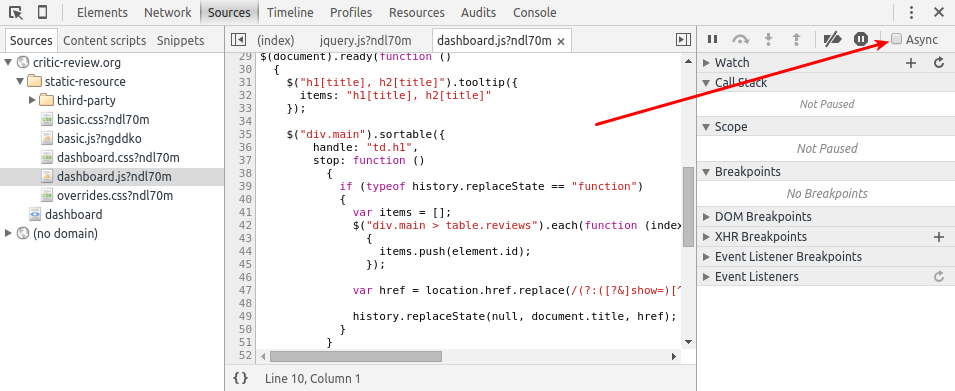 Elements Network Sources Timeline Profiles Resources Audits Console
Sources Content scripts Snippets
critic-review.org
static-resource
third-party
basic.css?ndl70m
basic.js?ngddko
dashboard.css?ndl70m
dashboard.js?ndl70m
overrides.css?ndl70m
dashboard
(no domain)
(index) jquery.js?ndl70m dashboard.js?ndl70m
29 $(document).ready(function ()
30 {
31 $("h1[title], h2[title]").tooltip({
32 items: "h1[title], h2[title]"
33 });
34
35 $("div.main").sortable({
36 handle: "td.h1",
37 stop: function ()
38 {
39 if (typeof history.replaceState == "function")
40 {
41 var items = [];
42 $("div.main > table.reviews").each(function (index
43 {
44 items.push(element.id);
45 });
46
47 var href = location.href.replace(/(?:([?&]show=)[^
48
49 history.replaceState(null, document.title, href);
50 }
51 }
52
{} Line 10, Column 1
Async
Watch
Call Stack
Not Paused
Scope
Not Paused
Breakpoints
No Breakpoints
DOM Breakpoints
XHR Breakpoints
Event Listener Breakpoints
Event Listeners